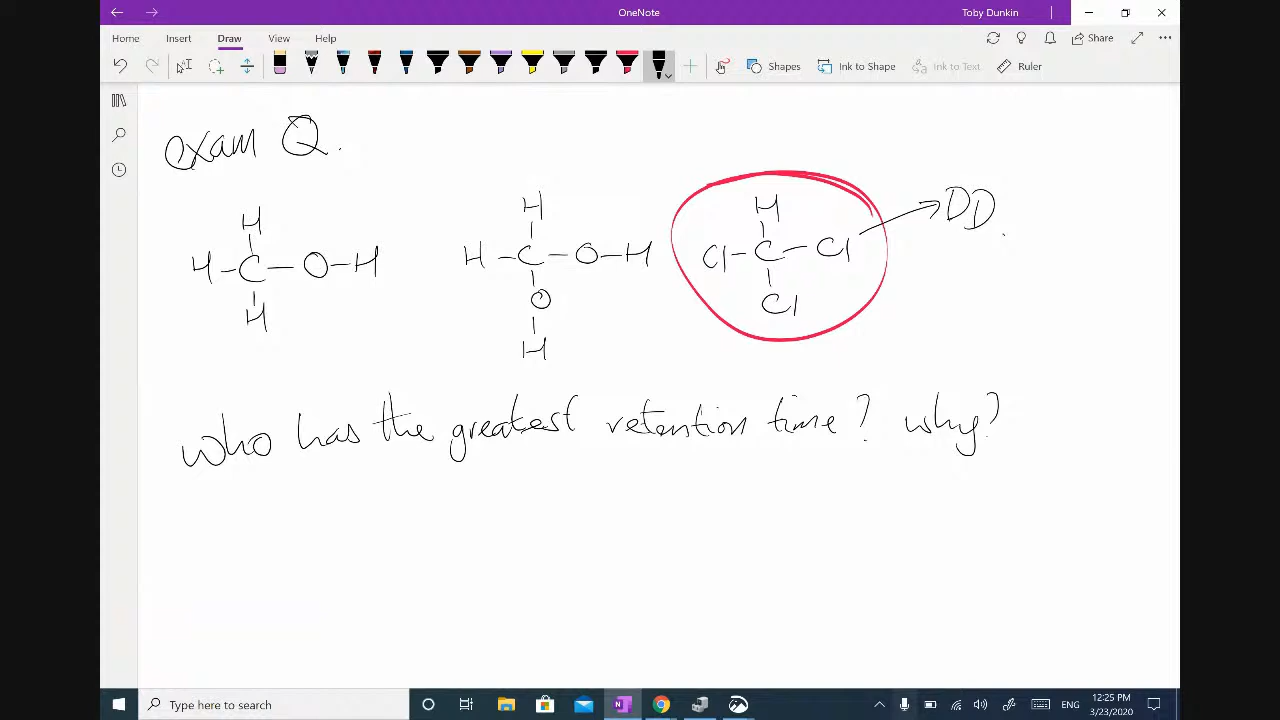 OneNote
Toby Dunkin
Home Insert Draw View Help
Share
Shapes Ink to Shape Ink to Text Ruler
exam Q.
H
H-C-O-H
H
H
H-C-O-H
O
H
H
Cl-C-Cl
Cl
DD.
who has the greatest retention time? why?
Type here to search
ENG
12:25 PM
3/23/2020